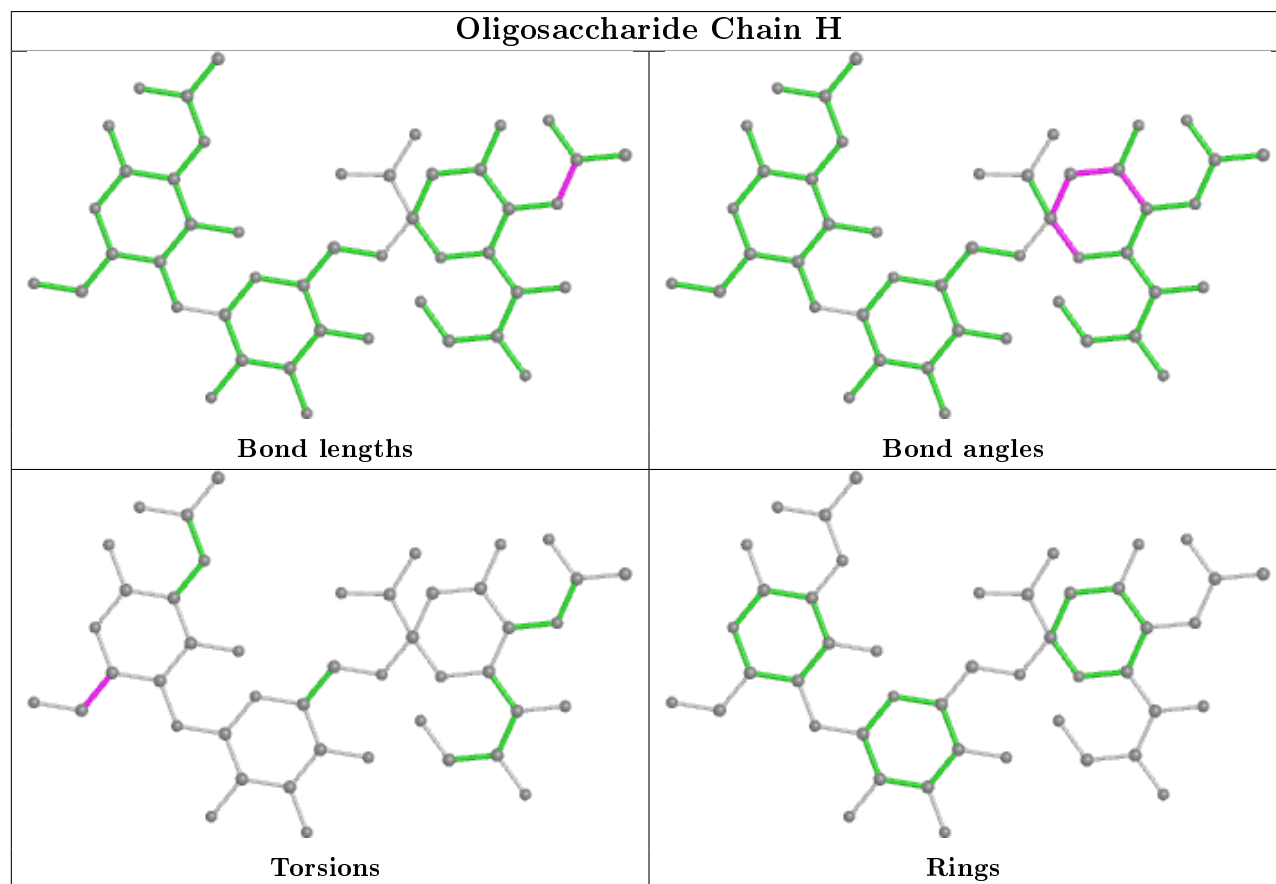 Oligosaccharide Chain H
Bond lengths
Bond angles
Torsions
Rings